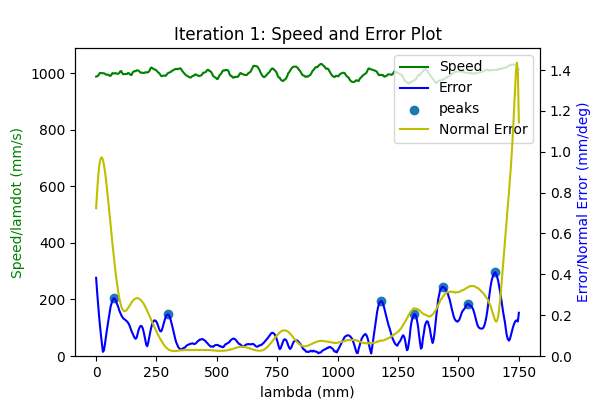 Iteration 1: Speed and Error Plot
Speed/lamdot (mm/s)
1000
800
600
400
200
0
Speed
Error
peaks
Normal Error
1.4
1.2
1.0
0.8
0.6
0.4
0.2
0.0
Error/Normal Error (mm/deg)
0
250
500
750
1000
1250
1500
1750
lambda (mm)